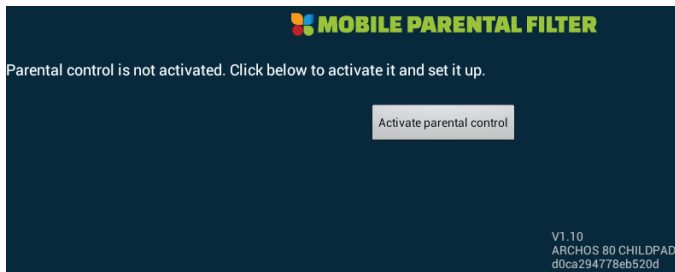 MOBILE PARENTAL FILTER
Parental control is not activated. Click below to activate it and set it up.
Activate parental control
V1.10
ARCHOS 80 CHILDPAD
d0ca294778eb520d